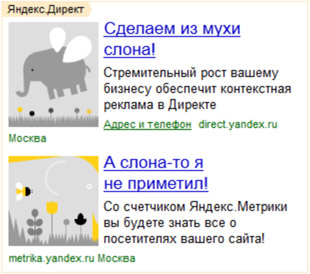 Яндекс.Директ
Сделаем из мухи
слона!
Стремительный рост вашему
бизнесу обеспечит контекстная
реклама в Директе
Адрес и телефон direct.yandex.ru
Москва
А слона-то я
не приметил!
Со счетчиком Яндекс.Метрики
вы будете знать все о
посетителях вашего сайта!
metrika.yandex.ru Москва